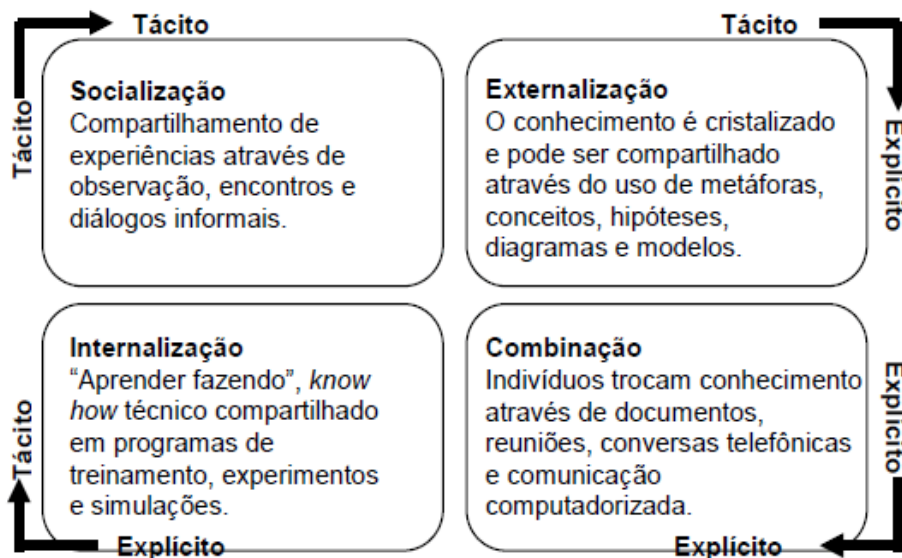 Tácito
Tácito
Tácito
Socialização
Compartilhamento de
experiências através de
observação, encontros e
diálogos informais.
Externalização
O conhecimento é cristalizado
e pode ser compartilhado
através do uso de metáforas,
conceitos, hipóteses,
diagramas e modelos.
Explícito
Tácito
Internalização
“Aprender fazendo”, know
how técnico compartilhado
em programas de
treinamento, experimentos
e simulações.
Combinação
Indivíduos trocam conhecimento
através de documentos,
reuniões, conversas telefônicas
e comunicação
computadorizada.
Explícito
Explícito
Explícito